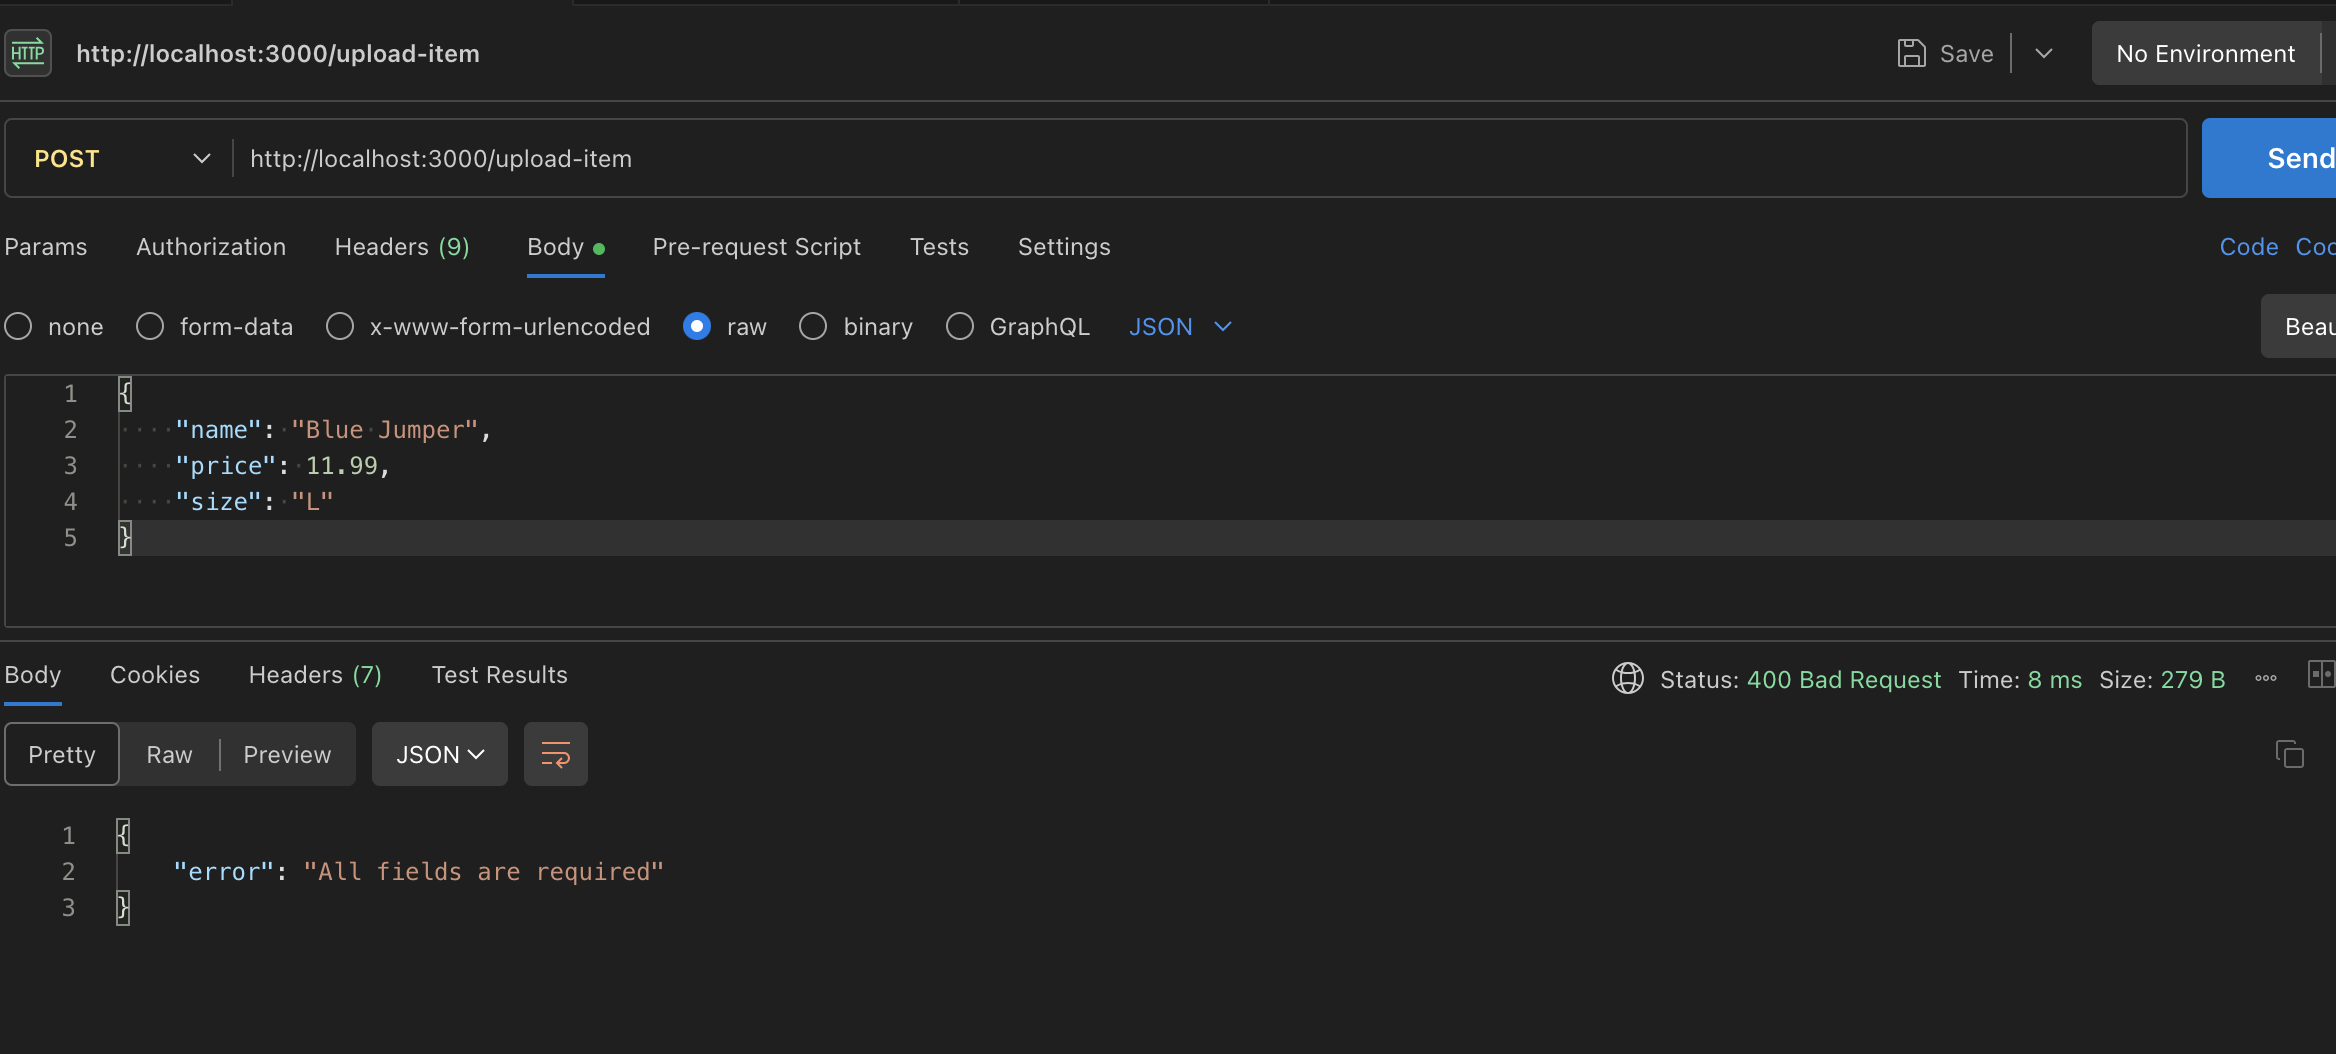 HTTP http://localhost:3000/upload-item Save No Environment
POST http://localhost:3000/upload-item Send
Params Authorization Headers (9) Body Pre-request Script Tests Settings Code Coo
none form-data x-www-form-urlencoded raw binary GraphQL JSON Beau
1 {
2 "name": "Blue Jumper",
3 "price": 11.99,
4 "size": "L"
5 }
Body Cookies Headers (7) Test Results Status: 400 Bad Request Time: 8 ms Size: 279 B
Pretty Raw Preview JSON
1 {
2 "error": "All fields are required"
3 }